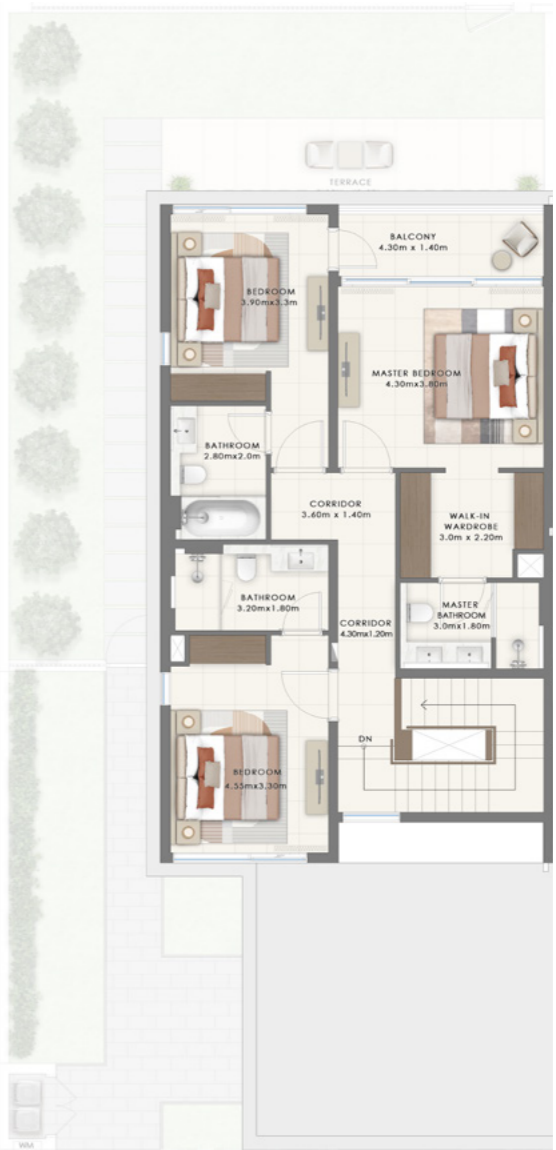 TERRACE
BALCONY
4.30m x 1.40m
BEDROOM
3.90mx3.3m
MASTER BEDROOM
4.30mx3.80m
BATHROOM
2.80mx2.0m
CORRIDOR
3.60m x 1.40m
WALK-IN
WARDROBE
3.0m x 2.20m
BATHROOM
3.20mx1.80m
MASTER
BATHROOM
3.0mx1.80m
CORRIDOR
4.30mx1.20m
DN
BEDROOM
4.55mx3.30m
WM